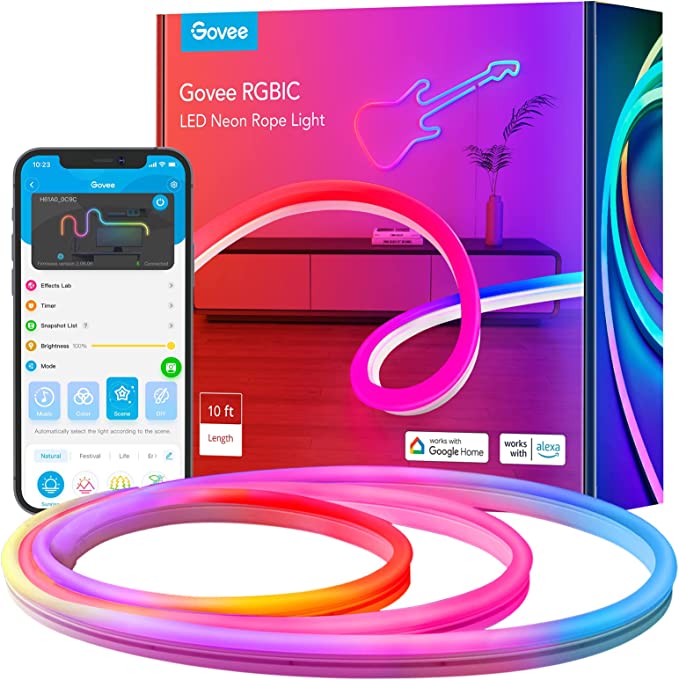 Govee
Govee RGBIC
LED Neon Rope Light
10 ft
Length
works with
Google Home
works
with
alexa
10:23
Govee
H61A0_0C9C
Connected
Effects Lab
Timer
Snapshot List ?
Brightness 100%
Mode
Music
Color
Scene
DIY
Automatically select the light according to the scene.
Natural
Festival
Life